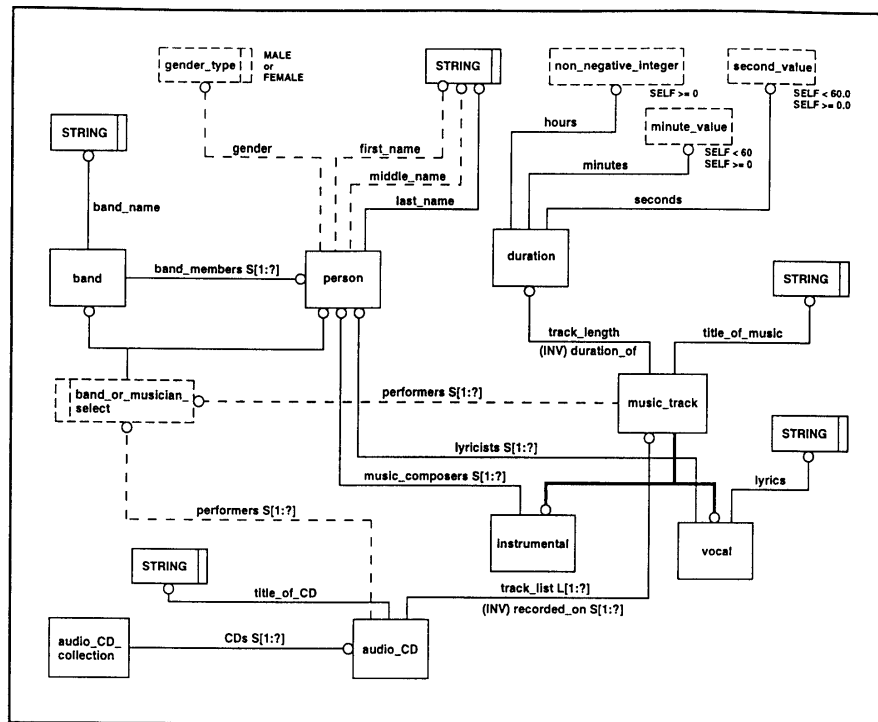 gender_type
MALE
or
FEMALE
STRING
non_negative_integer
SELF >= 0
second_value
SELF < 60.0
SELF >= 0.0
minute_value
SELF < 60
SELF >= 0
STRING
hours
gender
first_name
middle_name
last_name
minutes
seconds
band_name
band
band_members S[1:?]
person
duration
STRING
track_length
(INV) duration_of
title_of_music
band_or_musician_
select
performers S[1:?]
music_track
STRING
lyricists S[1:?]
music_composers S[1:?]
lyrics
performers S[1:?]
instrumental
vocal
STRING
title_of_CD
track_list L[1:?]
(INV) recorded_on S[1:?]
audio_CD_
collection
CDs S[1:?]
audio_CD